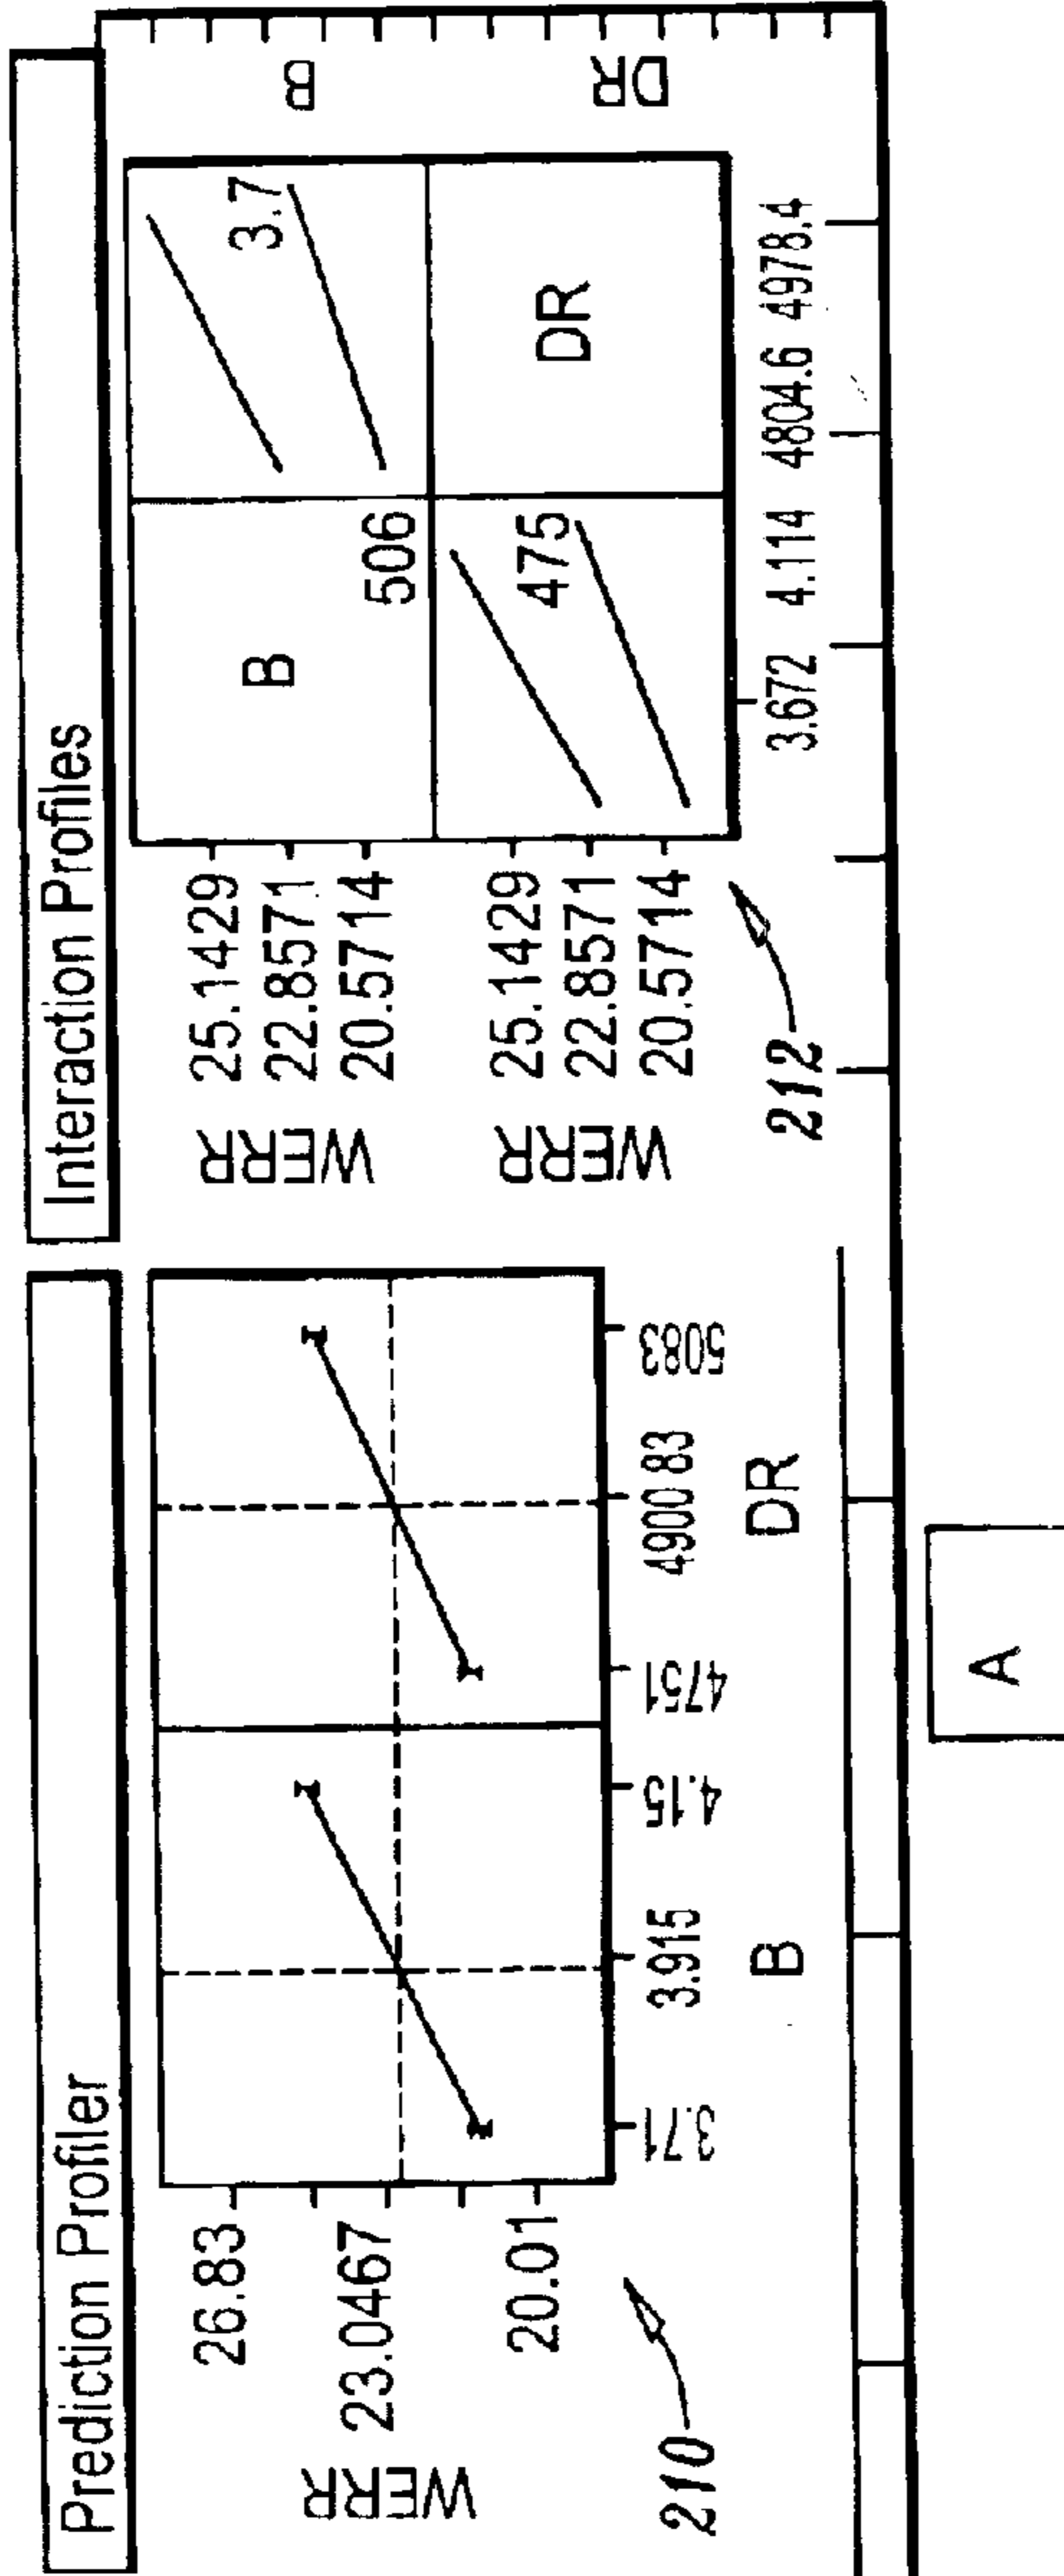 Prediction Profiler
WERR
26.83
23.0467
20.01
3.71
3.915
4.15
4751
4900 83
5083
B
DR
210
Interaction Profiles
WERR
25.1429
22.8571
20.5714
WERR
25.1429
22.8571
20.5714
B
506
3.7
475
DR
3.672
4.114
4804.6
4978.4
B
DR
212
A